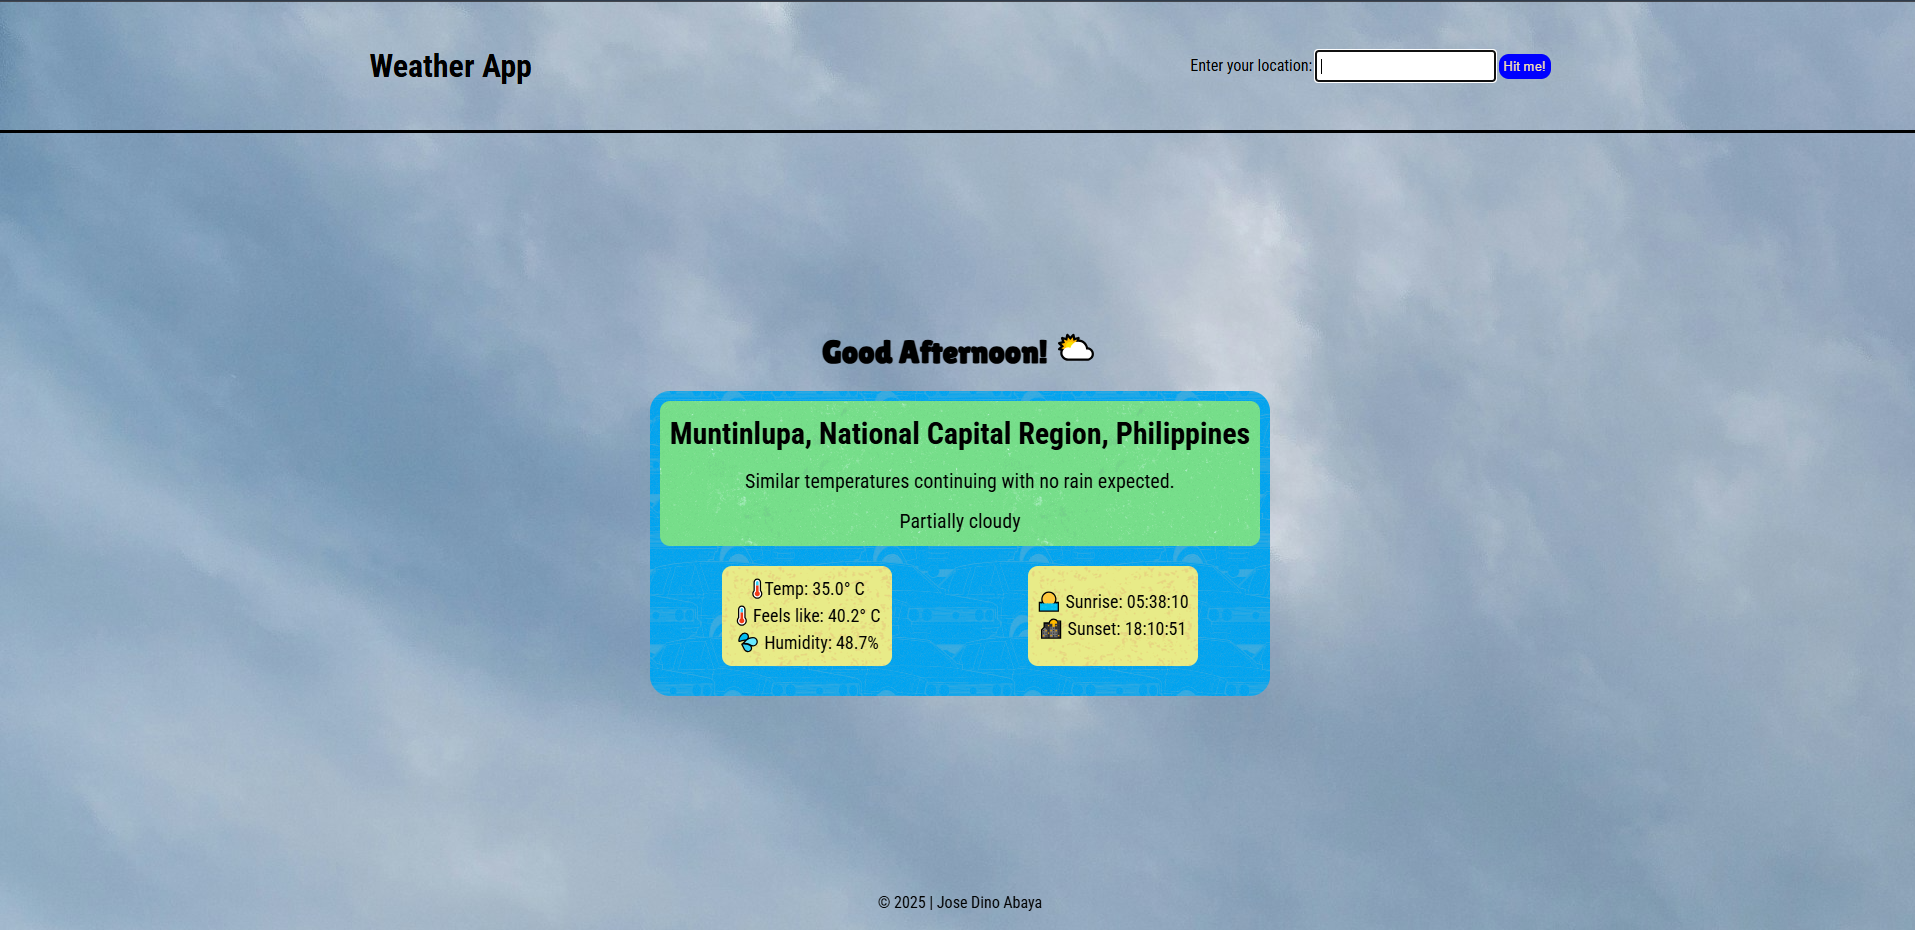 Weather App
Enter your location:
Hit me!
Good Afternoon!
Muntinlupa, National Capital Region, Philippines
Similar temperatures continuing with no rain expected.
Partially cloudy
Temp: 35.0° C
Feels like: 40.2° C
Humidity: 48.7%
Sunrise: 05:38:10
Sunset: 18:10:51
© 2025 | Jose Dino Abaya